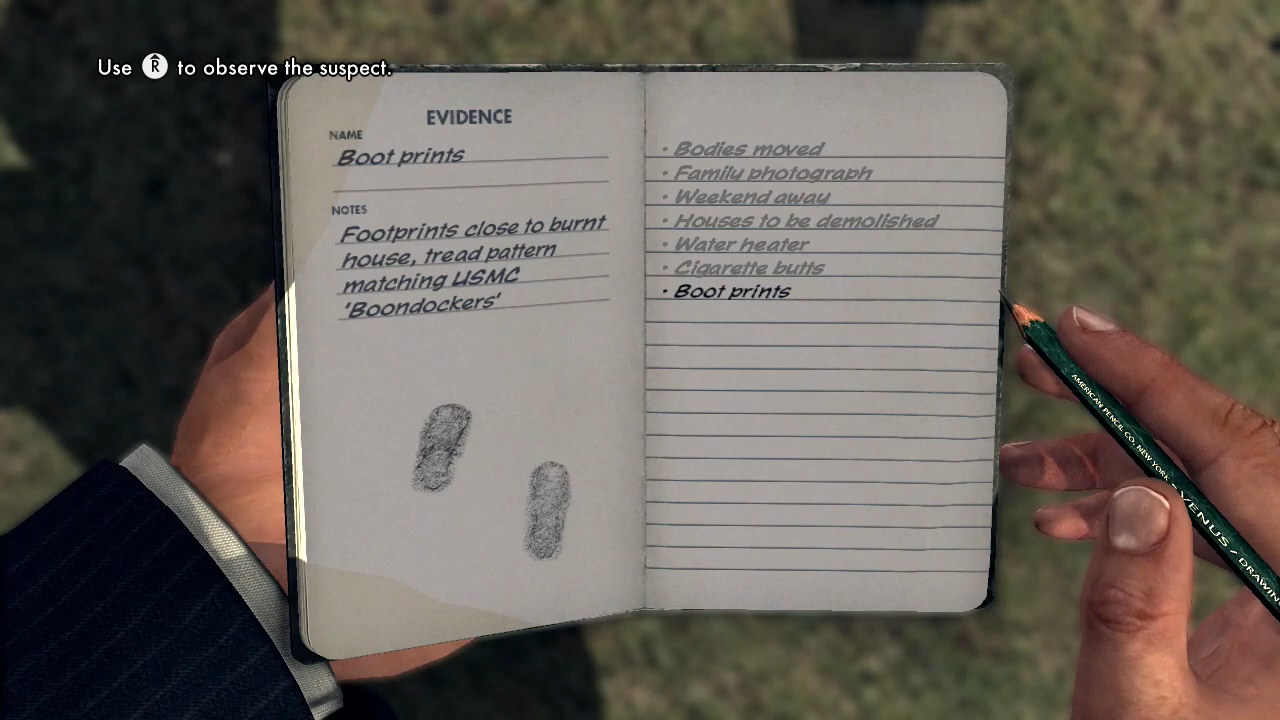 Use R to observe the suspect.
EVIDENCE
NAME
Boot prints
NOTES
Footprints close to burnt
house, tread pattern
matching USMC
'Boondockers'
• Bodies moved
• Family photograph
• Weekend away
• Houses to be demolished
• Water heater
• Cigarette butts
• Boot prints
AMERICAN PENCIL CO. NEW YORK VENUS / DRAWIN